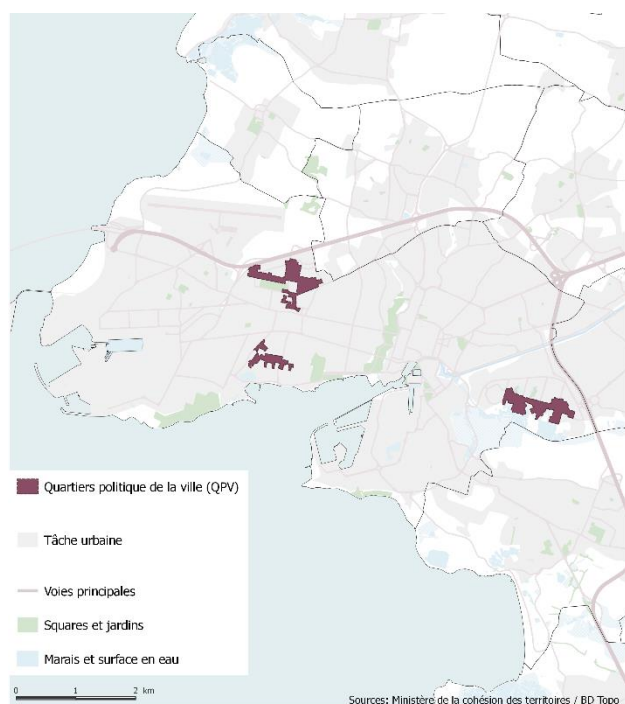 Quartiers politique de la ville (QPV)
Tâche urbaine
Voies principales
Squares et jardins
Marais et surface en eau
0 1 2 km
Sources: Ministère de la cohésion des territoires / BD Topo